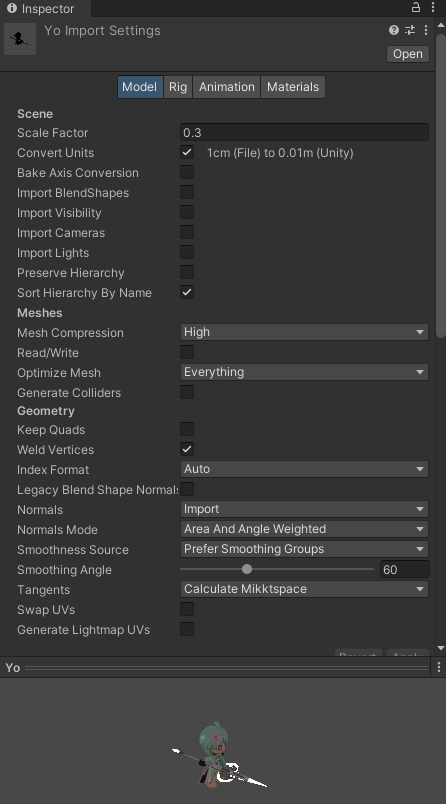 Inspector
Yo Import Settings
Open
Model Rig Animation Materials
Scene
Scale Factor 0.3
Convert Units 1cm (File) to 0.01m (Unity)
Bake Axis Conversion
Import BlendShapes
Import Visibility
Import Cameras
Import Lights
Preserve Hierarchy
Sort Hierarchy By Name
Meshes
Mesh Compression High
Read/Write
Optimize Mesh Everything
Generate Colliders
Geometry
Keep Quads
Weld Vertices
Index Format Auto
Legacy Blend Shape Normals
Normals Import
Normals Mode Area And Angle Weighted
Smoothness Source Prefer Smoothing Groups
Smoothing Angle 60
Tangents Calculate Mikktspace
Swap UVs
Generate Lightmap UVs
Revert Apply
Yo